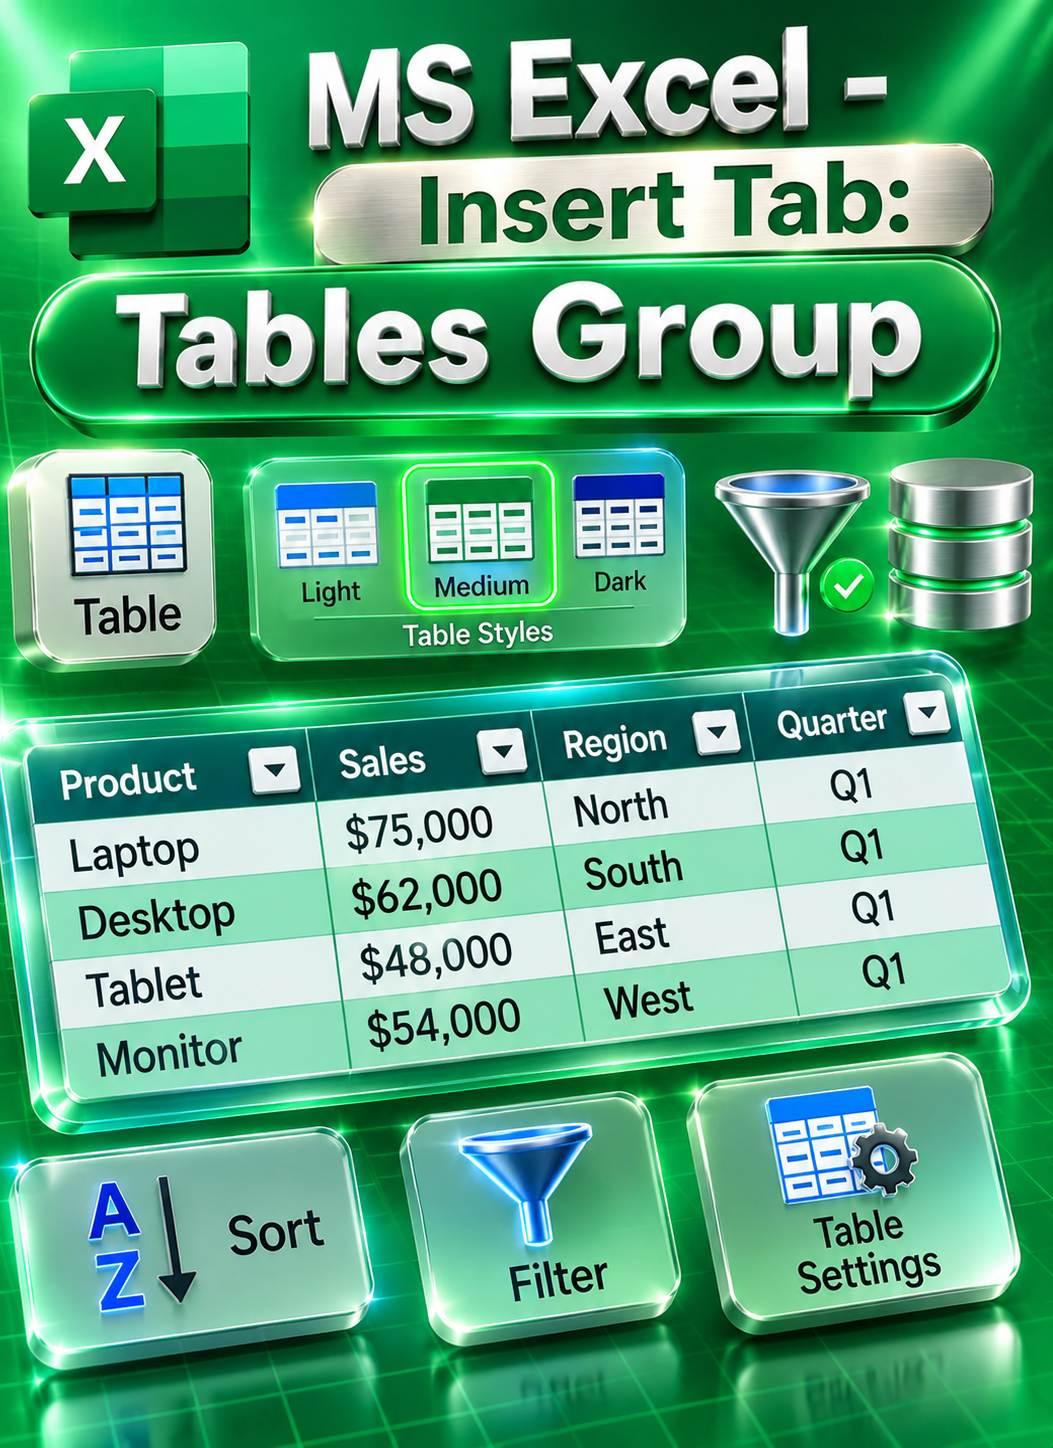 X
MS Excel -
Insert Tab:
Tables Group
Table
Light
Medium
Dark
Table Styles
Product Sales Region Quarter
Laptop $75,000 North Q1
Desktop $62,000 South Q1
Tablet $48,000 East Q1
Monitor $54,000 West Q1
A
Z
Sort
Filter
Table
Settings